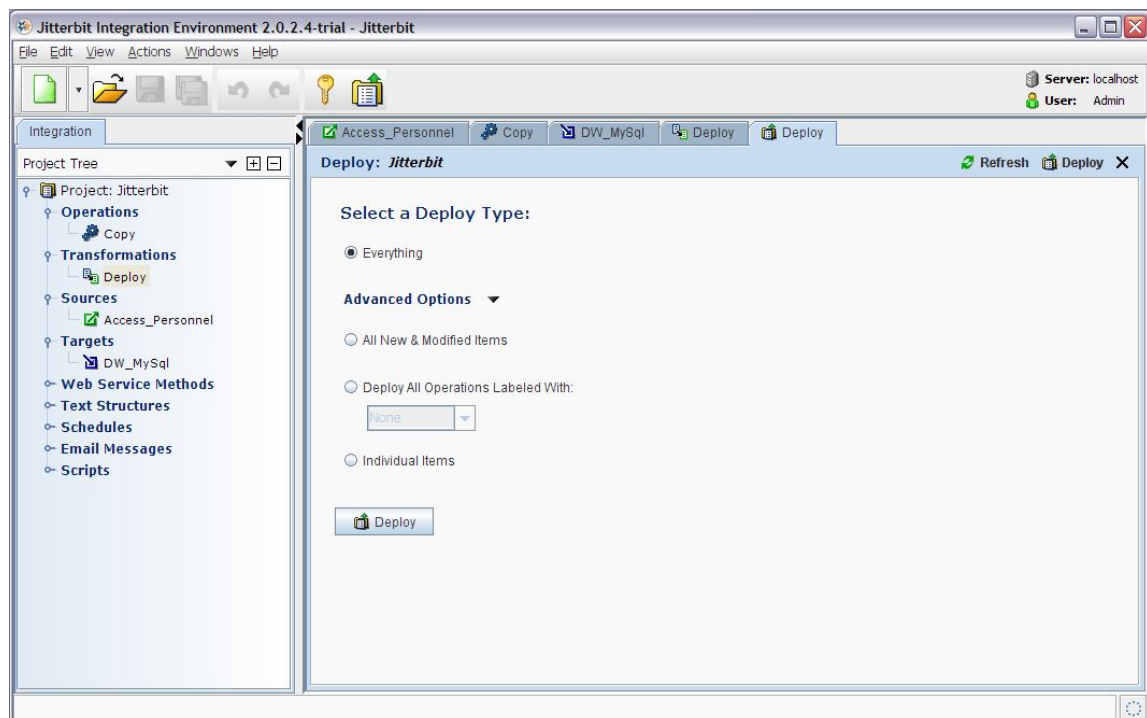 Jitterbit Integration Environment 2.0.2.4-trial - Jitterbit
File Edit View Actions Windows Help
Server: localhost
User: Admin
Integration
Access_Personnel Copy DW_MySql Deploy Deploy
Project Tree
Deploy: Jitterbit Refresh Deploy
Project: Jitterbit
Operations
Copy
Transformations
Deploy
Sources
Access_Personnel
Targets
DW_MySql
Web Service Methods
Text Structures
Schedules
Email Messages
Scripts
Select a Deploy Type:
Everything
Advanced Options
All New & Modified Items
Deploy All Operations Labeled With:
None
Individual Items
Deploy